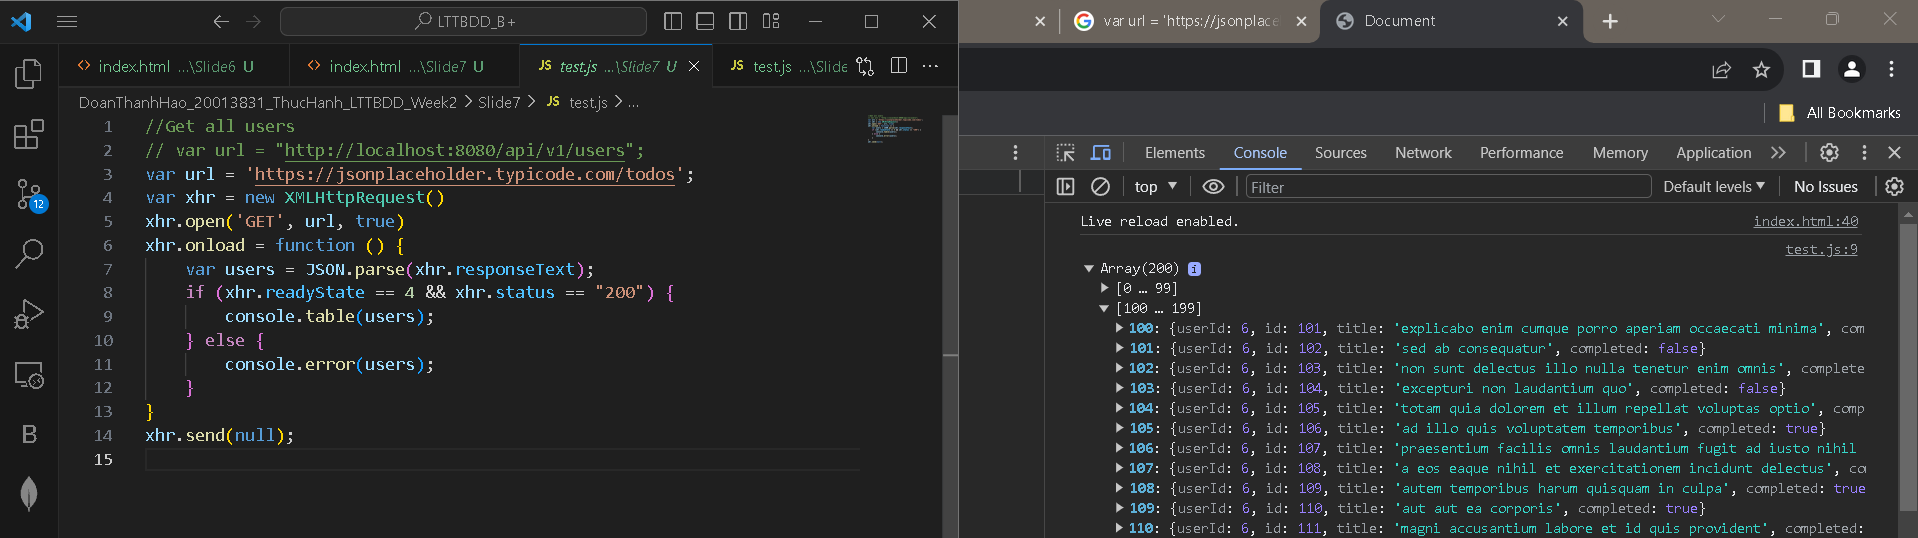 LTTBDD_B+
index.html ...\Slide6 U
index.html ...\Slide7 U
JS test.js ...\Slide7 U
JS test.js ...\Slide
DoanThanhHao_20013831_ThucHanh_LTTBDD_Week2 > Slide7 > JS test.js > ...
1 //Get all users
2 // var url = "http://localhost:8080/api/v1/users";
3 var url = 'https://jsonplaceholder.typicode.com/todos';
4 var xhr = new XMLHttpRequest()
5 xhr.open('GET', url, true)
6 xhr.onload = function () {
7 var users = JSON.parse(xhr.responseText);
8 if (xhr.readyState == 4 && xhr.status == "200") {
9 console.table(users);
10 } else {
11 console.error(users);
12 }
13 }
14 xhr.send(null);
15
12
B
var url = 'https://jsonplace
Document
All Bookmarks
Elements Console Sources Network Performance Memory Application
top Filter Default levels No Issues
Live reload enabled. index.html:40
test.js:9
Array(200) i
[0 … 99]
[100 … 199]
100: {userId: 6, id: 101, title: 'explicabo enim cumque porro aperiam occaecati minima', com
101: {userId: 6, id: 102, title: 'sed ab consequatur', completed: false}
102: {userId: 6, id: 103, title: 'non sunt delectus illo nulla tenetur enim omnis', complete
103: {userId: 6, id: 104, title: 'excepturi non laudantium quo', completed: false}
104: {userId: 6, id: 105, title: 'totam quia dolorem et illum repellat voluptas optio', comp
105: {userId: 6, id: 106, title: 'ad illo quis voluptatem temporibus', completed: true}
106: {userId: 6, id: 107, title: 'praesentium facilis omnis laudantium fugit ad iusto nihil
107: {userId: 6, id: 108, title: 'a eos eaque nihil et exercitationem incidunt delectus', co
108: {userId: 6, id: 109, title: 'autem temporibus harum quisquam in culpa', completed: true
109: {userId: 6, id: 110, title: 'aut aut ea corporis', completed: true}
110: {userId: 6, id: 111, title: 'magni accusantium labore et id quis provident', completed: